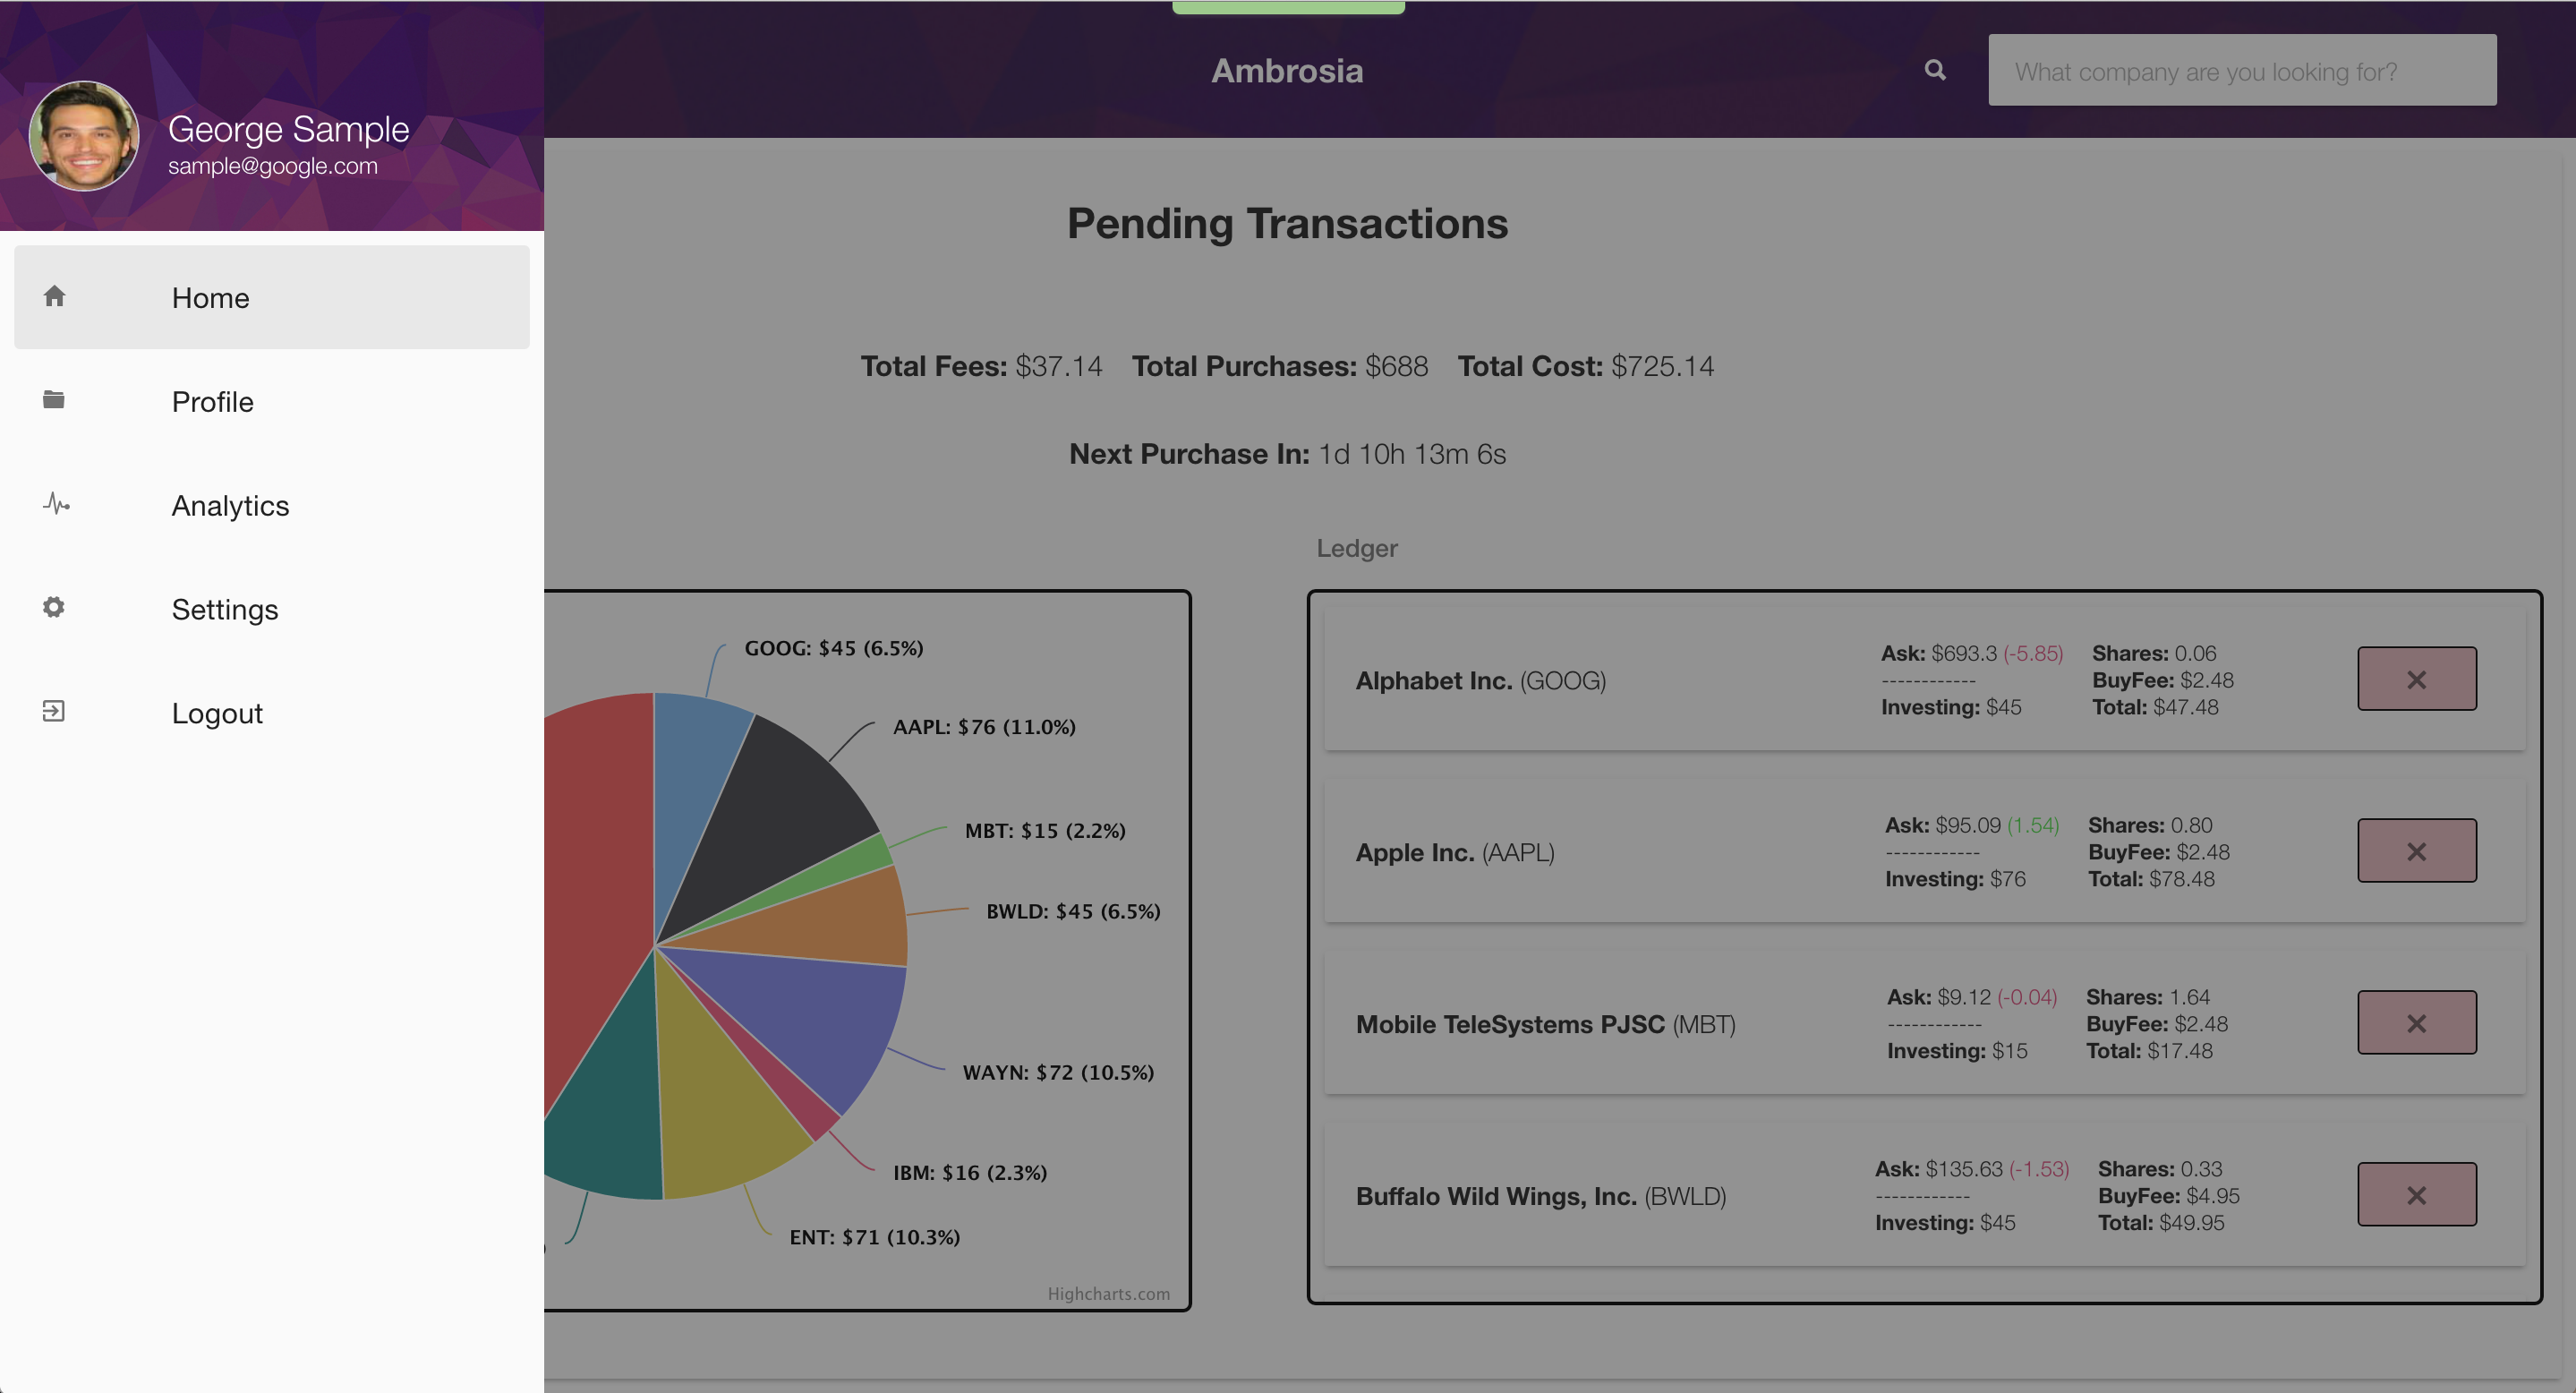 George Sample
sample@google.com
Home
Profile
Analytics
Settings
Logout
Ambrosia
What company are you looking for?
Pending Transactions
Total Fees: $37.14 Total Purchases: $688 Total Cost: $725.14
Next Purchase In: 1d 10h 13m 6s
GOOG: $45 (6.5%)
AAPL: $76 (11.0%)
MBT: $15 (2.2%)
BWLD: $45 (6.5%)
WAYN: $72 (10.5%)
IBM: $16 (2.3%)
ENT: $71 (10.3%)
Highcharts.com
Ledger
Alphabet Inc. (GOOG)
Ask: $693.3 (-5.85)
------------
Investing: $45
Shares: 0.06
BuyFee: $2.48
Total: $47.48
Apple Inc. (AAPL)
Ask: $95.09 (1.54)
------------
Investing: $76
Shares: 0.80
BuyFee: $2.48
Total: $78.48
Mobile TeleSystems PJSC (MBT)
Ask: $9.12 (-0.04)
------------
Investing: $15
Shares: 1.64
BuyFee: $2.48
Total: $17.48
Buffalo Wild Wings, Inc. (BWLD)
Ask: $135.63 (-1.53)
------------
Investing: $45
Shares: 0.33
BuyFee: $4.95
Total: $49.95